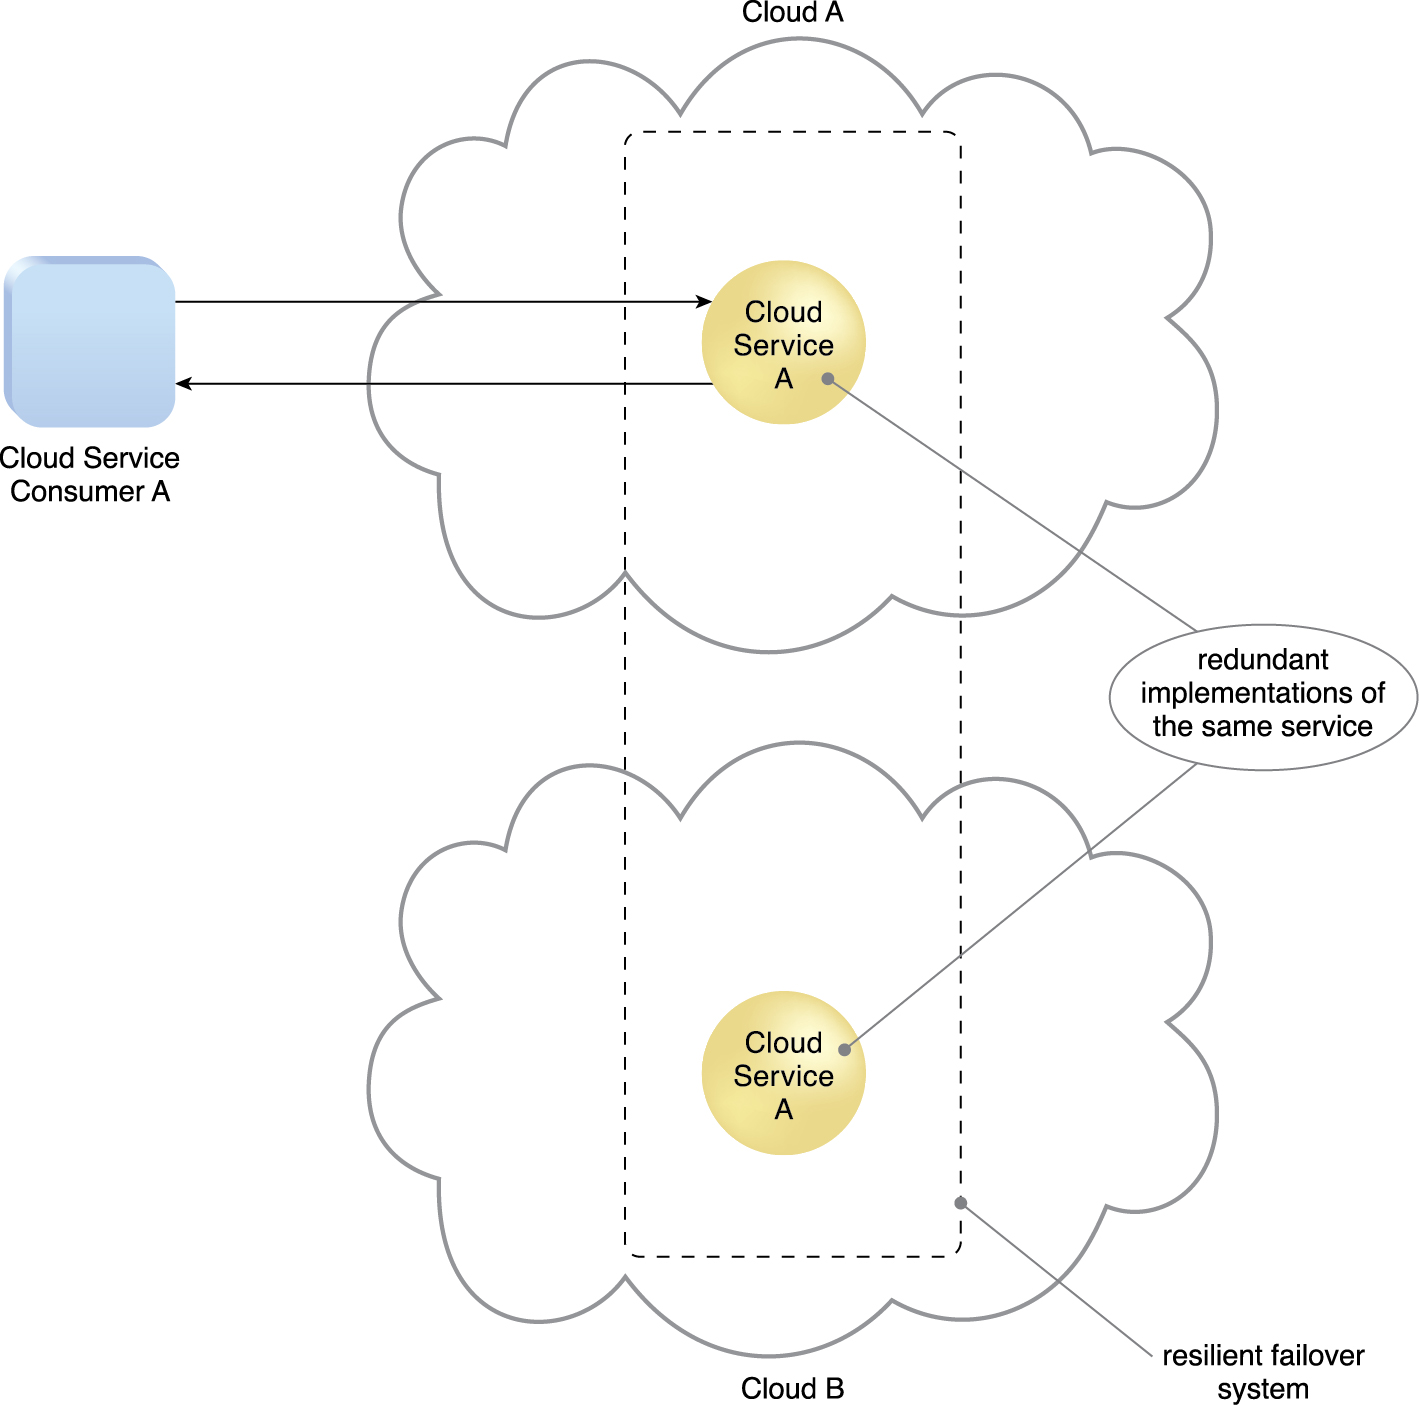 Cloud A
Cloud
Service
A
Cloud Service
Consumer A
redundant
implementations of
the same service
Cloud
Service
A
resilient failover
system
Cloud B